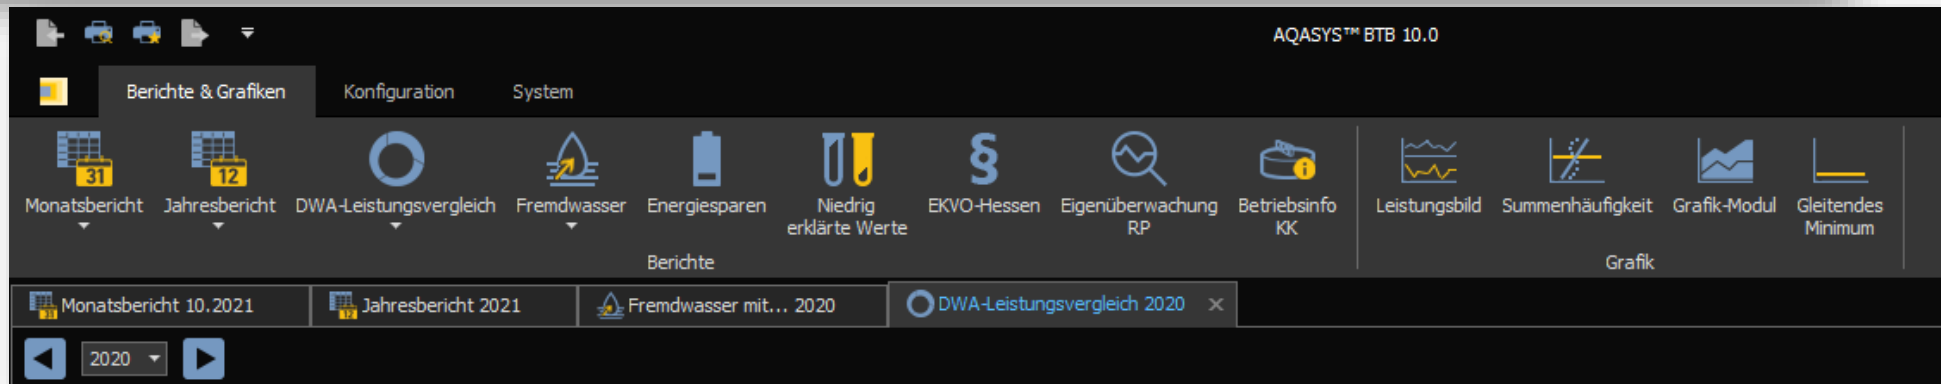 AQASYS™ BTB 10.0
Berichte & Grafiken Konfiguration System
31 12
Monatsbericht Jahresbericht DWA-Leistungsvergleich Fremdwasser Energiesparen Niedrig EKVO-Hessen Eigenüberwachung Betriebsinfo Leistungsbild Summenhäufigkeit Grafik-Modul Gleitendes
erklärte Werte RP KK Minimum
Berichte Grafik
Monatsbericht 10.2021 Jahresbericht 2021 Fremdwasser mit... 2020 DWA-Leistungsvergleich 2020
2020